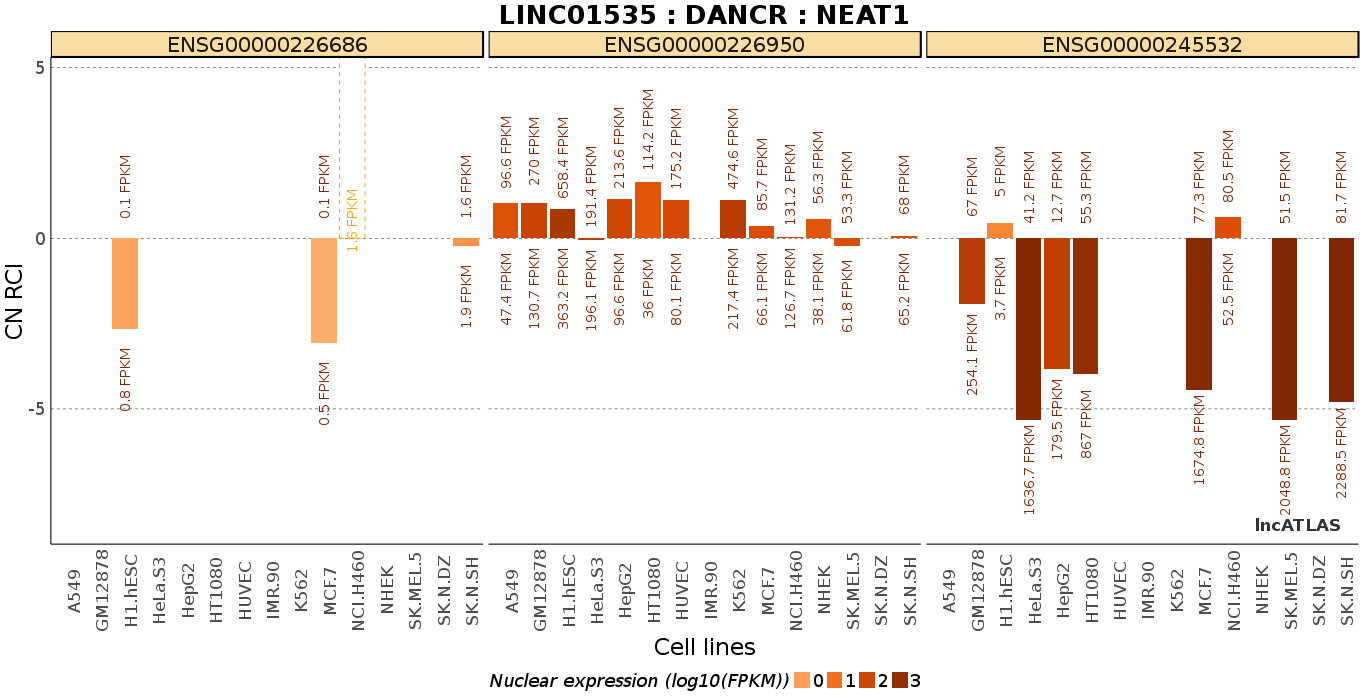 LINC01535 : DANCR : NEAT1
ENSG00000226686
ENSG00000226950
ENSG00000245532
CN RCI
5
0
-5
0.1 FPKM
0.1 FPKM
1.6 FPKM
1.6 FPKM
0.8 FPKM
0.5 FPKM
1.9 FPKM
96.6 FPKM
270 FPKM
658.4 FPKM
191.4 FPKM
213.6 FPKM
114.2 FPKM
175.2 FPKM
474.6 FPKM
85.7 FPKM
131.2 FPKM
56.3 FPKM
53.3 FPKM
68 FPKM
47.4 FPKM
130.7 FPKM
363.2 FPKM
196.1 FPKM
96.6 FPKM
36 FPKM
80.1 FPKM
217.4 FPKM
66.1 FPKM
126.7 FPKM
38.1 FPKM
61.8 FPKM
65.2 FPKM
67 FPKM
5 FPKM
41.2 FPKM
12.7 FPKM
55.3 FPKM
77.3 FPKM
80.5 FPKM
51.5 FPKM
81.7 FPKM
254.1 FPKM
3.7 FPKM
1636.7 FPKM
179.5 FPKM
867 FPKM
1674.8 FPKM
52.5 FPKM
2048.8 FPKM
2288.5 FPKM
lncATLAS
A549
GM12878
H1.hESC
HeLa.S3
HepG2
HT1080
HUVEC
IMR.90
K562
MCF.7
NCI.H460
NHEK
SK.MEL.5
SK.N.DZ
SK.N.SH
A549
GM12878
H1.hESC
HeLa.S3
HepG2
HT1080
HUVEC
IMR.90
K562
MCF.7
NCI.H460
NHEK
SK.MEL.5
SK.N.DZ
SK.N.SH
A549
GM12878
H1.hESC
HeLa.S3
HepG2
HT1080
HUVEC
IMR.90
K562
MCF.7
NCI.H460
NHEK
SK.MEL.5
SK.N.DZ
SK.N.SH
Cell lines
Nuclear expression (log10(FPKM)) 0 1 2 3